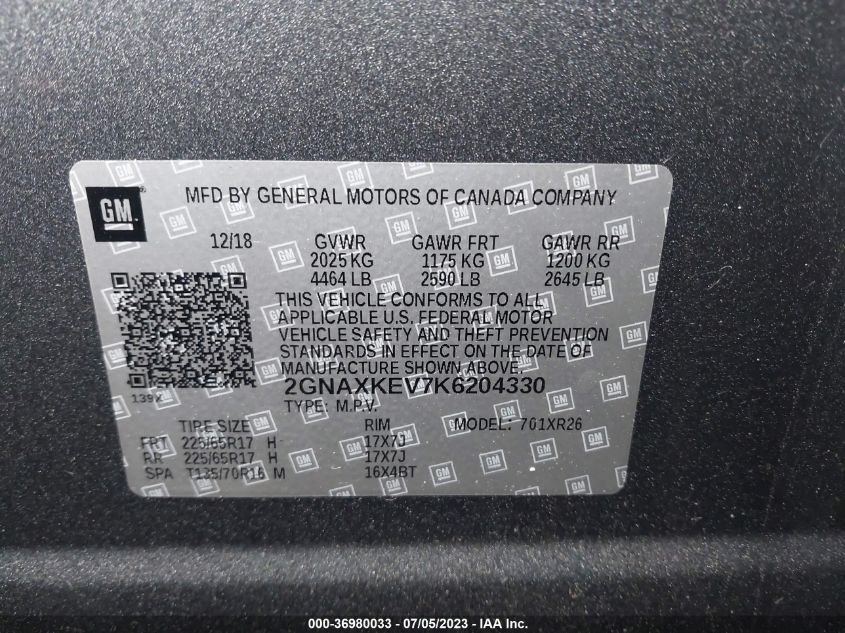 GM ®
MFD BY GENERAL MOTORS OF CANADA COMPANY
12/18 GVWR GAWR FRT GAWR RR
2025 KG 1175 KG 1200 KG
4464 LB 2590 LB 2645 LB
THIS VEHICLE CONFORMS TO ALL
APPLICABLE U.S. FEDERAL MOTOR
VEHICLE SAFETY AND THEFT PREVENTION
STANDARDS IN EFFECT ON THE DATE OF
MANUFACTURE SHOWN ABOVE.
2GNAXKEV7K6204330
139X
TYPE: M.P.V.
TIRE SIZE RIM MODEL: 701XR26
FRT 225/65R17 H 17X7J
RR 225/65R17 H 17X7J
SPA T135/70R16 M 16X4BT
000-36980033 - 07/05/2023 - IAA Inc.